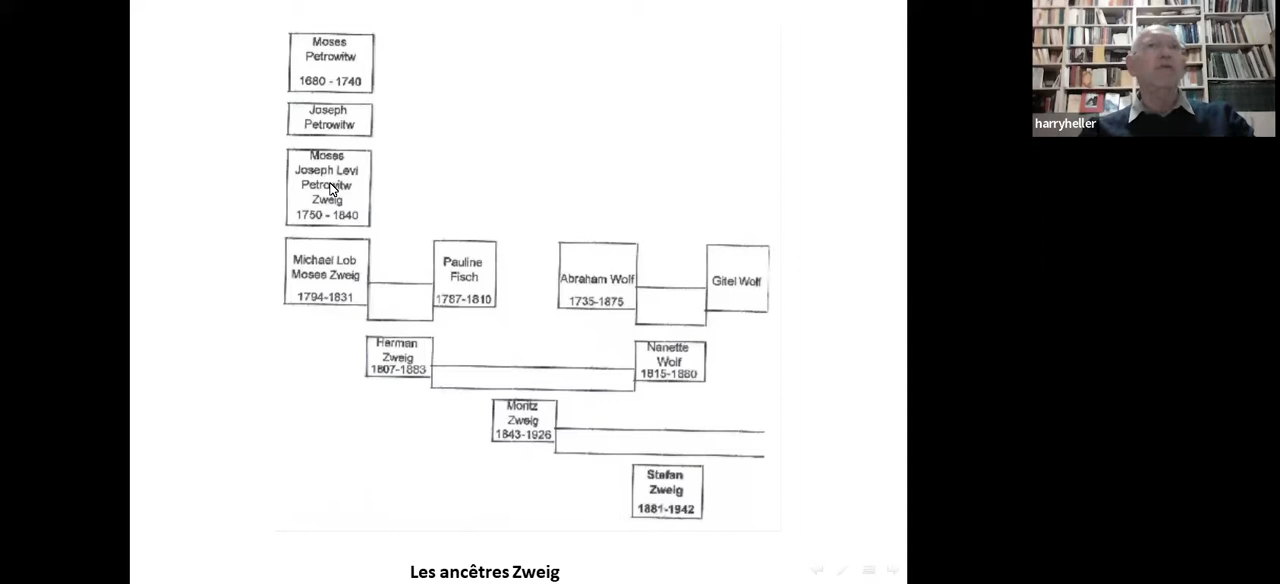 Moses
Petrowitw
1680 - 1740
Joseph
Petrowitw
Moses
Joseph Levi
Petrowitw
Zweig
1750 - 1840
Michael Lob
Moses Zweig
1794-1831
Pauline
Fisch
1787-1810
Abraham Wolf
1735-1875
Gitel Wolf
Herman
Zweig
1807-1883
Nanette
Wolf
1815-1880
Moritz
Zweig
1843-1926
Stefan
Zweig
1881-1942
Les ancêtres Zweig
harryheller